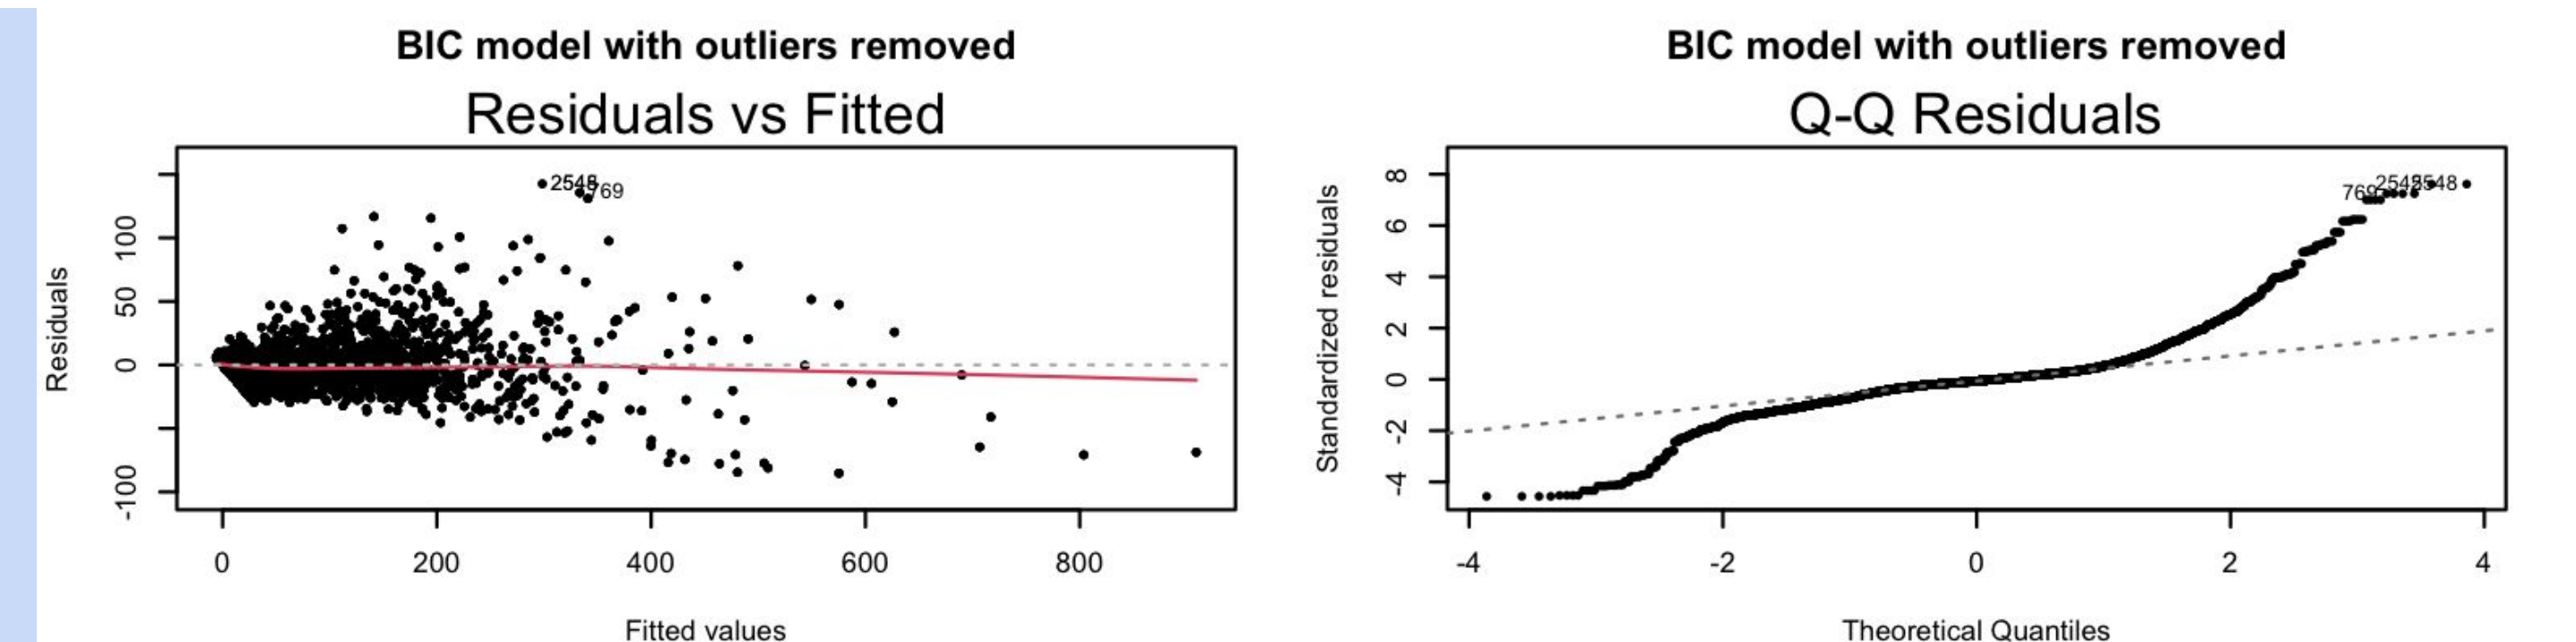 BIC model with outliers removed
Residuals vs Fitted
Residuals
100
50
0
-100
2548
769
0 200 400 600 800
Fitted values
BIC model with outliers removed
Q-Q Residuals
Standardized residuals
8
6
4
2
0
-2
-4
769
2548
-4 -2 0 2 4
Theoretical Quantiles